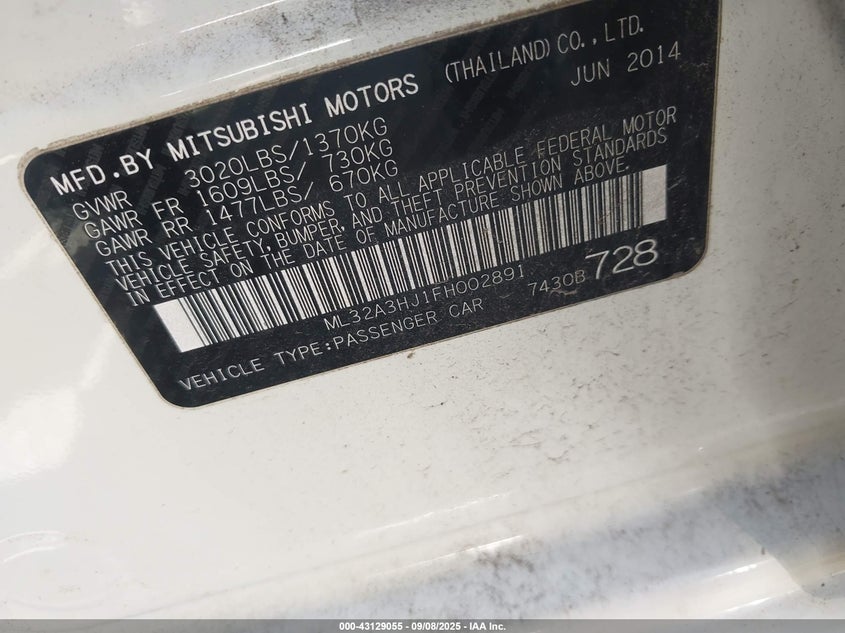 MFD.BY MITSUBISHI MOTORS (THAILAND) CO., LTD.
JUN 2014
GVWR 3020LBS/1370KG
GAWR FR 1609LBS/ 730KG
GAWR RR 1477LBS/ 670KG
THIS VEHICLE CONFORMS TO ALL APPLICABLE FEDERAL MOTOR
VEHICLE SAFETY, BUMPER, AND THEFT PREVENTION STANDARDS
IN EFFECT ON THE DATE OF MANUFACTURE SHOWN ABOVE.
ML32A3HJ1FH002891
7430B 728
VEHICLE TYPE:PASSENGER CAR
000-43129055 - 09/08/2025 - IAA Inc.